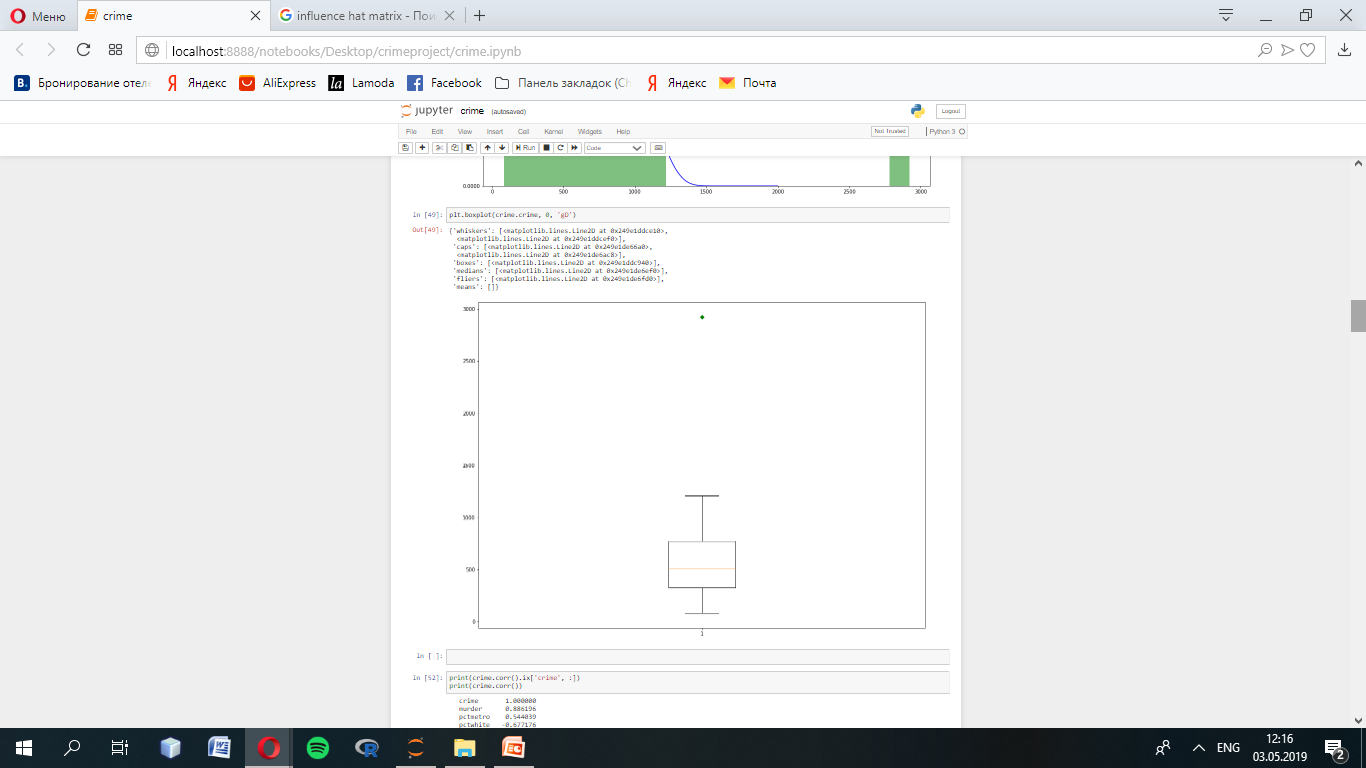 Меню
crime
influence hat matrix - Пои
localhost:8888/notebooks/Desktop/crimeproject/crime.ipynb
B. Бронирование отеле
Я Яндекс
AliExpress
la Lamoda
Facebook
Панель закладок (Ch
Я Яндекс
Почта
jupyter crime (autosaved)
Logout
File Edit View Insert Cell Kernel Widgets Help
Not Trusted
Python 3
Run
Code
0.0000
0 500 1000 1500 2000 2500 3000
In [49]: plt.boxplot(crime.crime, 0, 'gD')
Out[49]: {'whiskers': [<matplotlib.lines.Line2D at 0x249e1ddce10>,
<matplotlib.lines.Line2D at 0x249e1ddcef0>],
'caps': [<matplotlib.lines.Line2D at 0x249e1de66a0>,
<matplotlib.lines.Line2D at 0x249e1de6ac8>],
'boxes': [<matplotlib.lines.Line2D at 0x249e1ddc940>],
'medians': [<matplotlib.lines.Line2D at 0x249e1de6ef0>],
'fliers': [<matplotlib.lines.Line2D at 0x249e1de6fd0>],
'means': []}
3000
2500
2000
1500
1000
500
0
1
In [ ]:
In [52]: print(crime.corr().ix['crime', :])
print(crime.corr())
crime 1.000000
murder 0.886196
pctmetro 0.544039
pctwhite -0.677176
ENG
12:16
03.05.2019
2